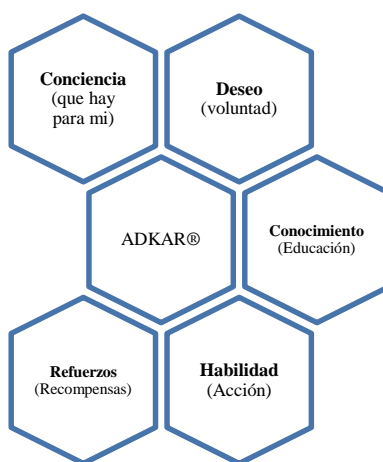 Conciencia
(que hay
para mi)
Deseo
(voluntad)
ADKAR®
Conocimiento
(Educación)
Refuerzos
(Recompensas)
Habilidad
(Acción)